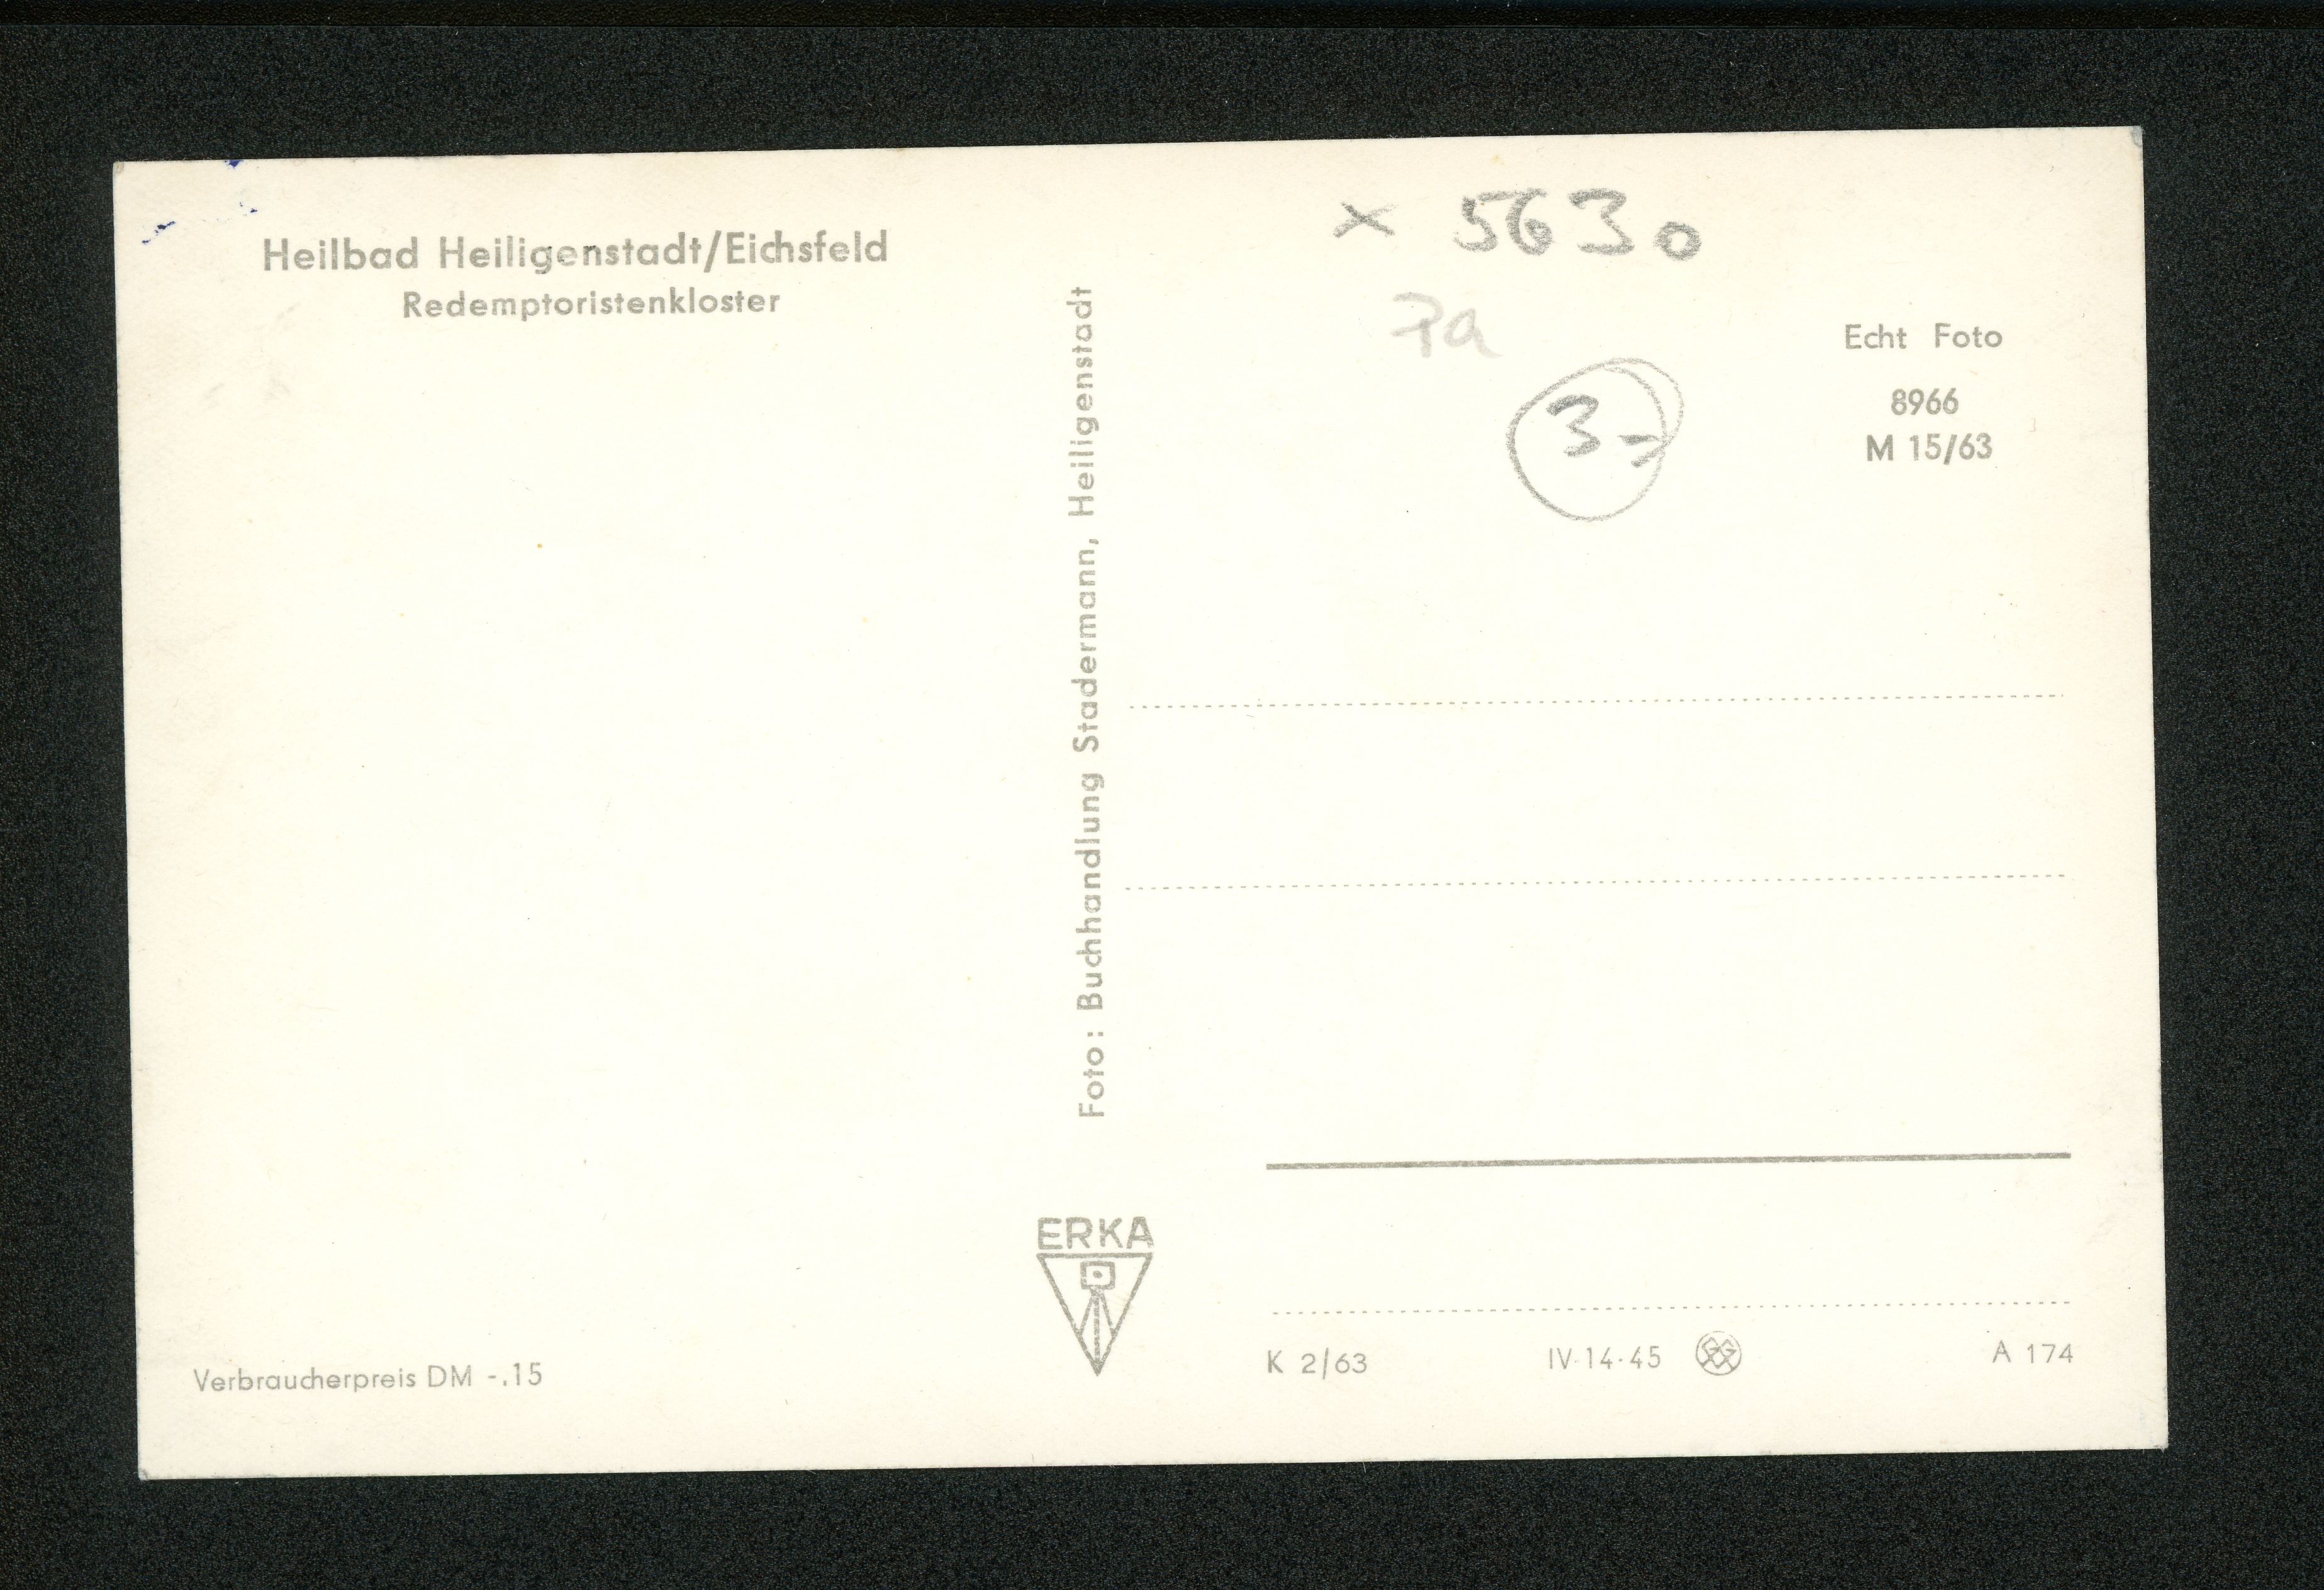 Heilbad Heiligenstadt/Eichsfeld
Redemptoristenkloster
Foto: Buchhandlung Stadermann, Heiligenstadt
x 5630
Pa
3,-
Echt Foto
8966
M 15/63
ERKA
Verbraucherpreis DM -.15
K 2/63
IV-14-45
A 174